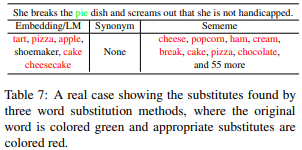 She breaks the pie dish and screams out that she is not handicapped.
Embedding/LM Synonym Sememe
tart, pizza, apple, cheese, popcorn, ham, cream,
shoemaker, cake None break, cake, pizza, chocolate,
cheesecake and 55 more
Table 7: A real case showing the substitutes found by
three word substitution methods, where the original
word is colored green and appropriate substitutes are
colored red.